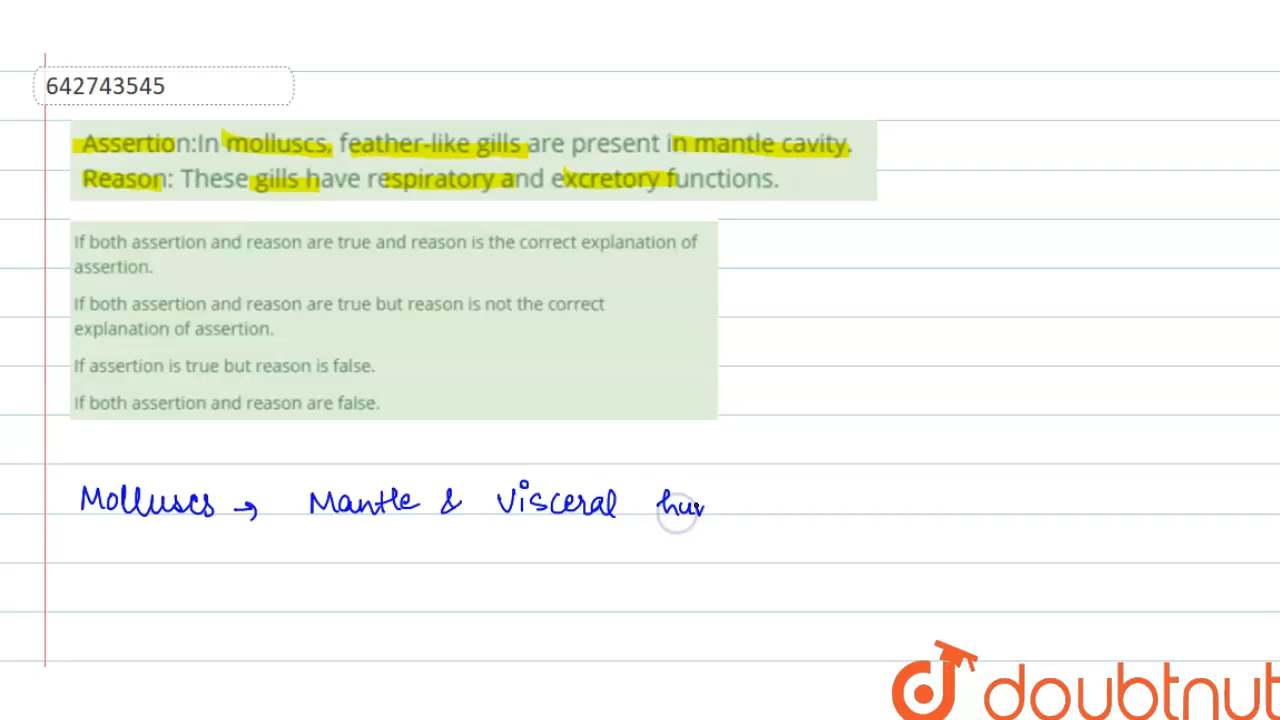 642743545
Assertion:In molluscs, feather-like gills are present in mantle cavity.
Reason: These gills have respiratory and excretory functions.
If both assertion and reason are true and reason is the correct explanation of
assertion.
If both assertion and reason are true but reason is not the correct
explanation of assertion.
If assertion is true but reason is false.
If both assertion and reason are false.
Molluscs → Mantle & visceral
doubtnut